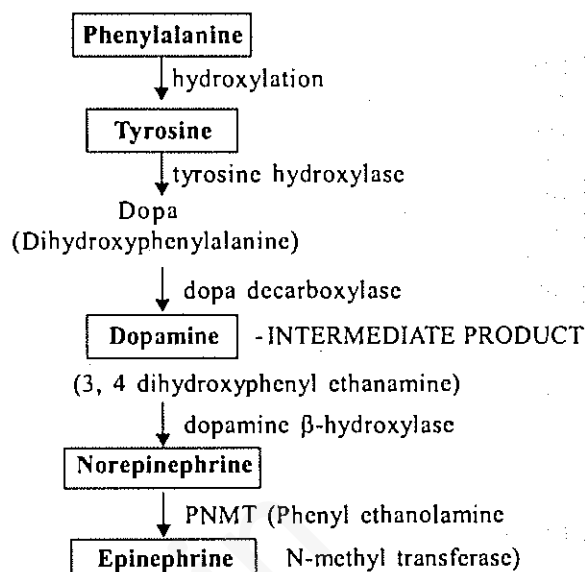 Phenylalanine
hydroxylation
Tyrosine
tyrosine hydroxylase
Dopa
(Dihydroxyphenylalanine)
dopa decarboxylase
Dopamine -INTERMEDIATE PRODUCT
(3, 4 dihydroxyphenyl ethanamine)
dopamine β-hydroxylase
Norepinephrine
PNMT (Phenyl ethanolamine
Epinephrine N-methyl transferase)